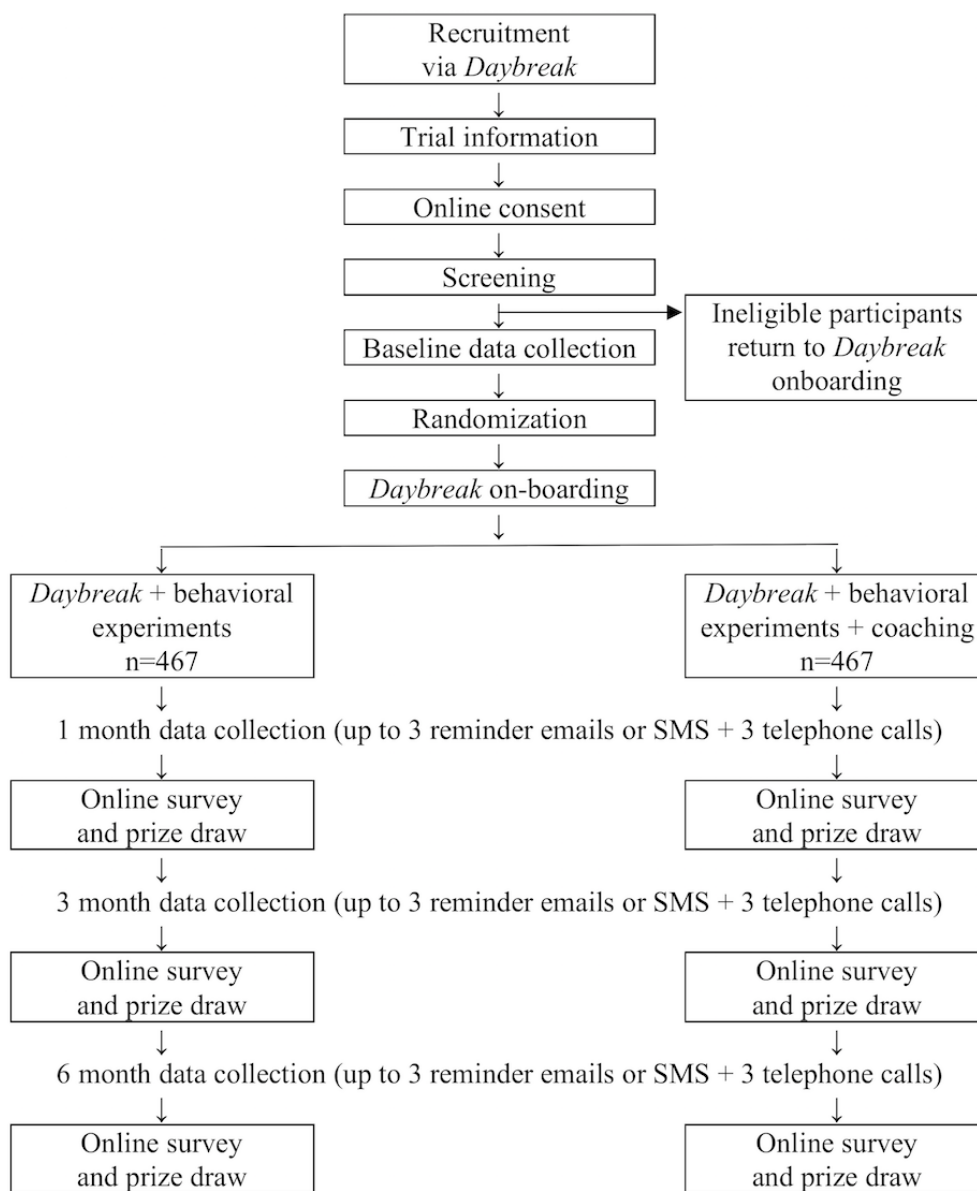 Recruitment
via Daybreak
Trial information
Online consent
Screening
Ineligible participants
return to Daybreak
onboarding
Baseline data collection
Randomization
Daybreak on-boarding
Daybreak + behavioral
experiments
n=467
Daybreak + behavioral
experiments + coaching
n=467
1 month data collection (up to 3 reminder emails or SMS + 3 telephone calls)
Online survey
and prize draw
Online survey
and prize draw
3 month data collection (up to 3 reminder emails or SMS + 3 telephone calls)
Online survey
and prize draw
Online survey
and prize draw
6 month data collection (up to 3 reminder emails or SMS + 3 telephone calls)
Online survey
and prize draw
Online survey
and prize draw